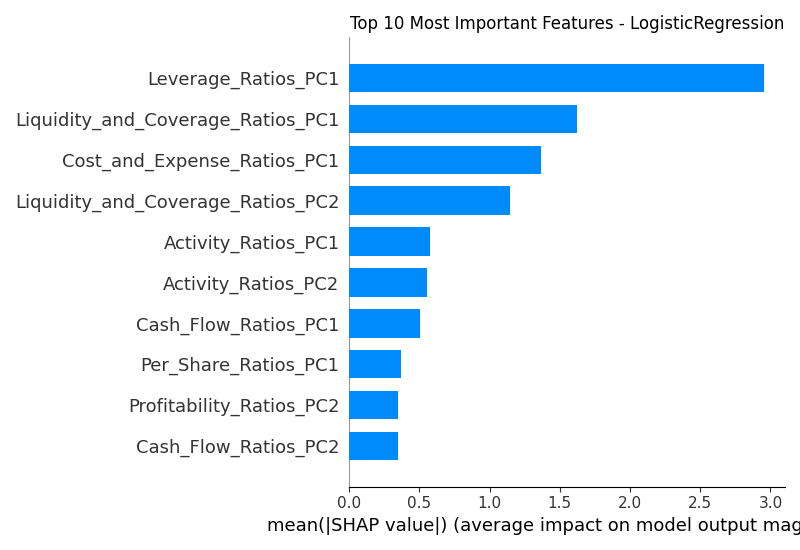 Top 10 Most Important Features - LogisticRegression
Leverage_Ratios_PC1
Liquidity_and_Coverage_Ratios_PC1
Cost_and_Expense_Ratios_PC1
Liquidity_and_Coverage_Ratios_PC2
Activity_Ratios_PC1
Activity_Ratios_PC2
Cash_Flow_Ratios_PC1
Per_Share_Ratios_PC1
Profitability_Ratios_PC2
Cash_Flow_Ratios_PC2
0.0 0.5 1.0 1.5 2.0 2.5 3.0
mean(|SHAP value|) (average impact on model output mag